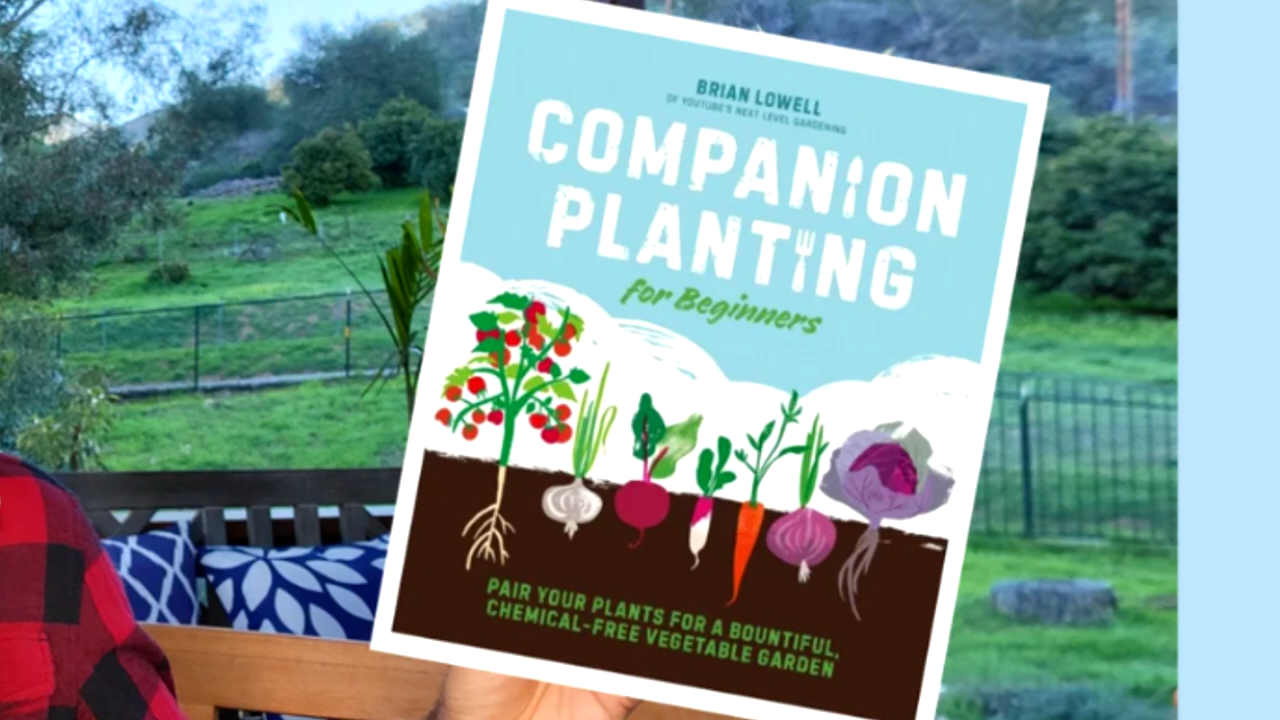 BRIAN LOWELL
OF YOUTUBE'S NEXT LEVEL GARDENING
COMPANION
PLANTING
for Beginners
PAIR YOUR PLANTS FOR A BOUNTIFUL,
CHEMICAL-FREE VEGETABLE GARDEN